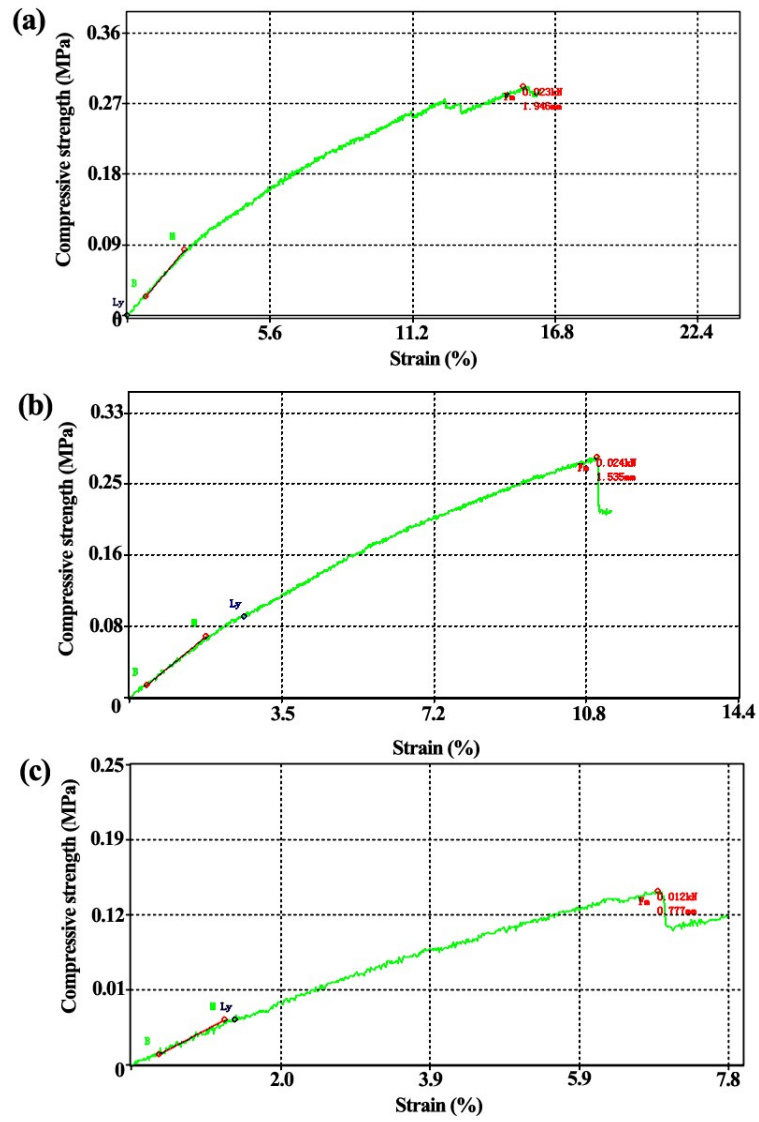 (a)
Compressive strength (MPa)
0.36
0.27
0.18
0.09
0
Ly
B
Fm
0.023kN
1.946mm
5.6
11.2
16.8
22.4
Strain (%)
(b)
Compressive strength (MPa)
0.33
0.25
0.16
0.08
0
Ly
Fm
0.024kN
1.535mm
3.5
7.2
10.8
14.4
Strain (%)
(c)
Compressive strength (MPa)
0.25
0.19
0.12
0.01
0
B
Ly
Fm
0.012kN
0.777mm
2.0
3.9
5.9
7.8
Strain (%)